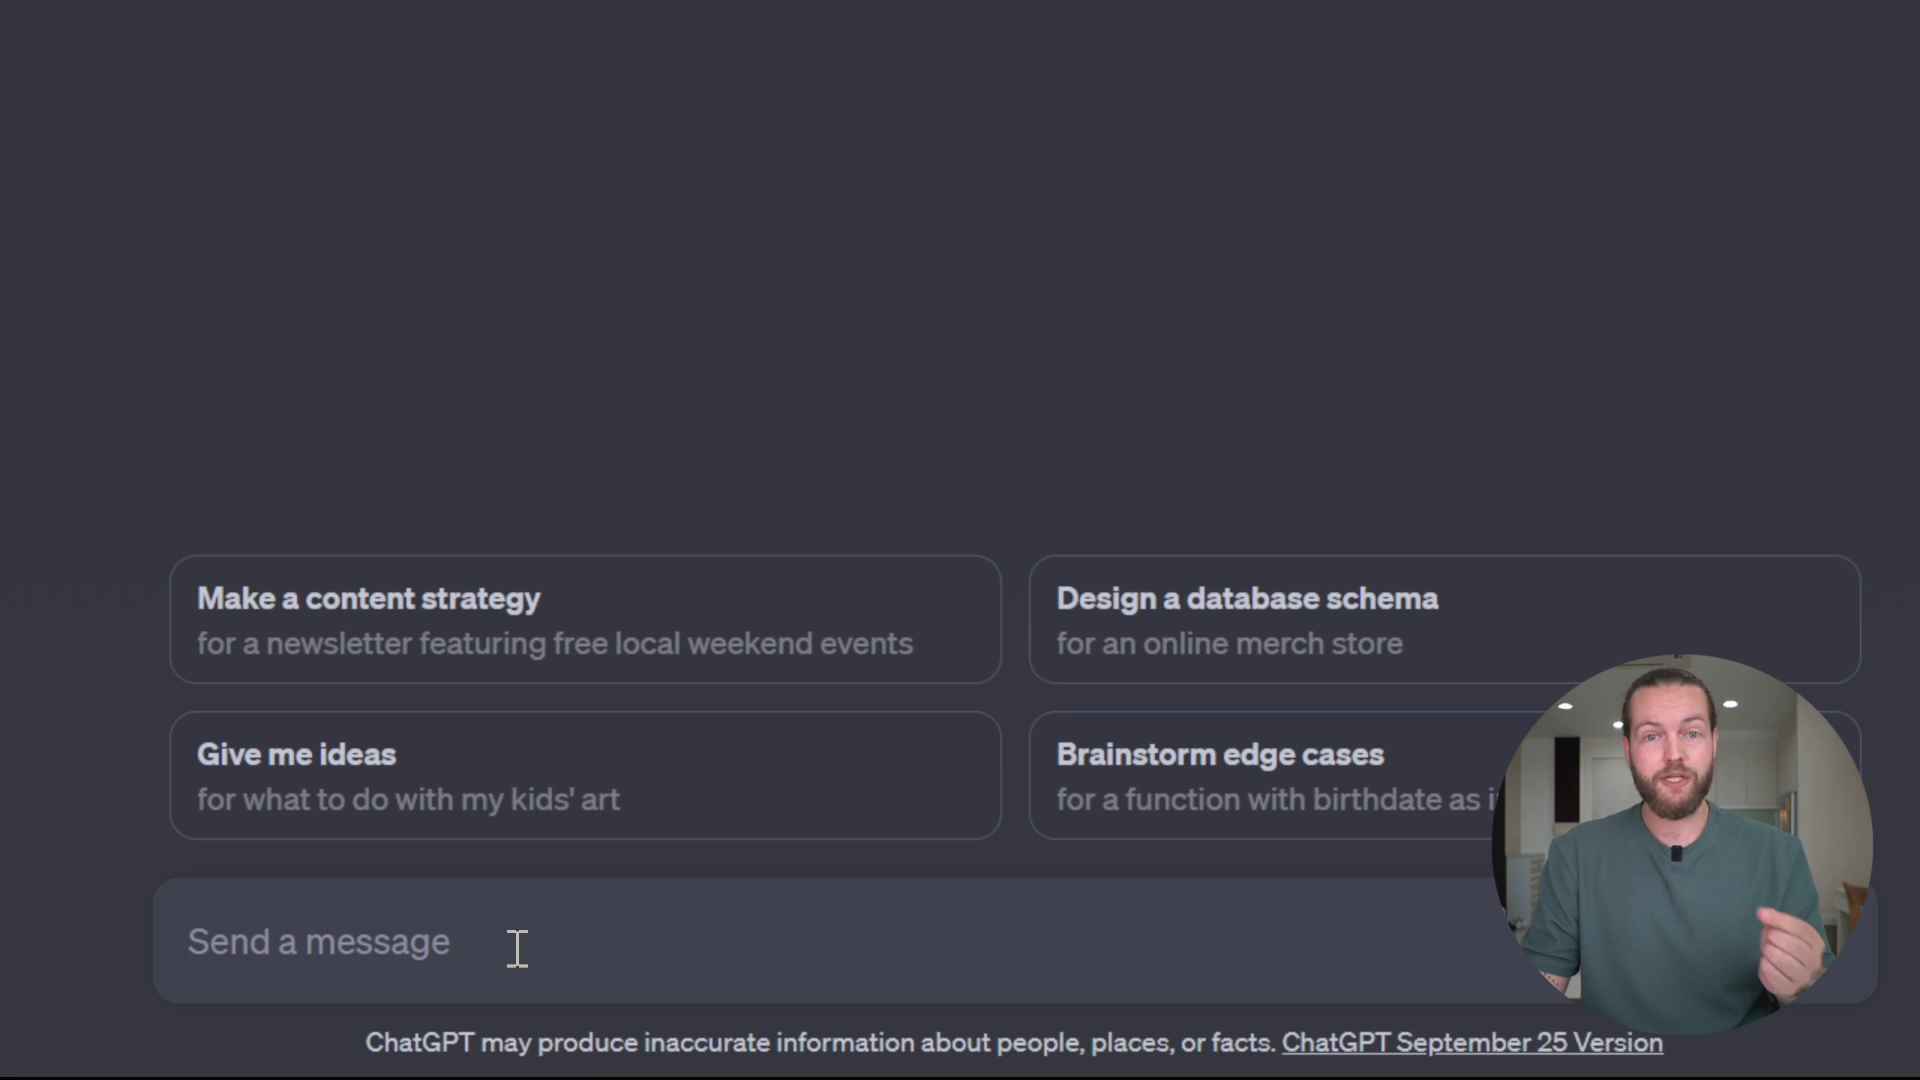 Make a content strategy
for a newsletter featuring free local weekend events
Design a database schema
for an online merch store
Give me ideas
for what to do with my kids' art
Brainstorm edge cases
for a function with birthdate as
Send a message
ChatGPT may produce inaccurate information about people, places, or facts. ChatGPT September 25 Version